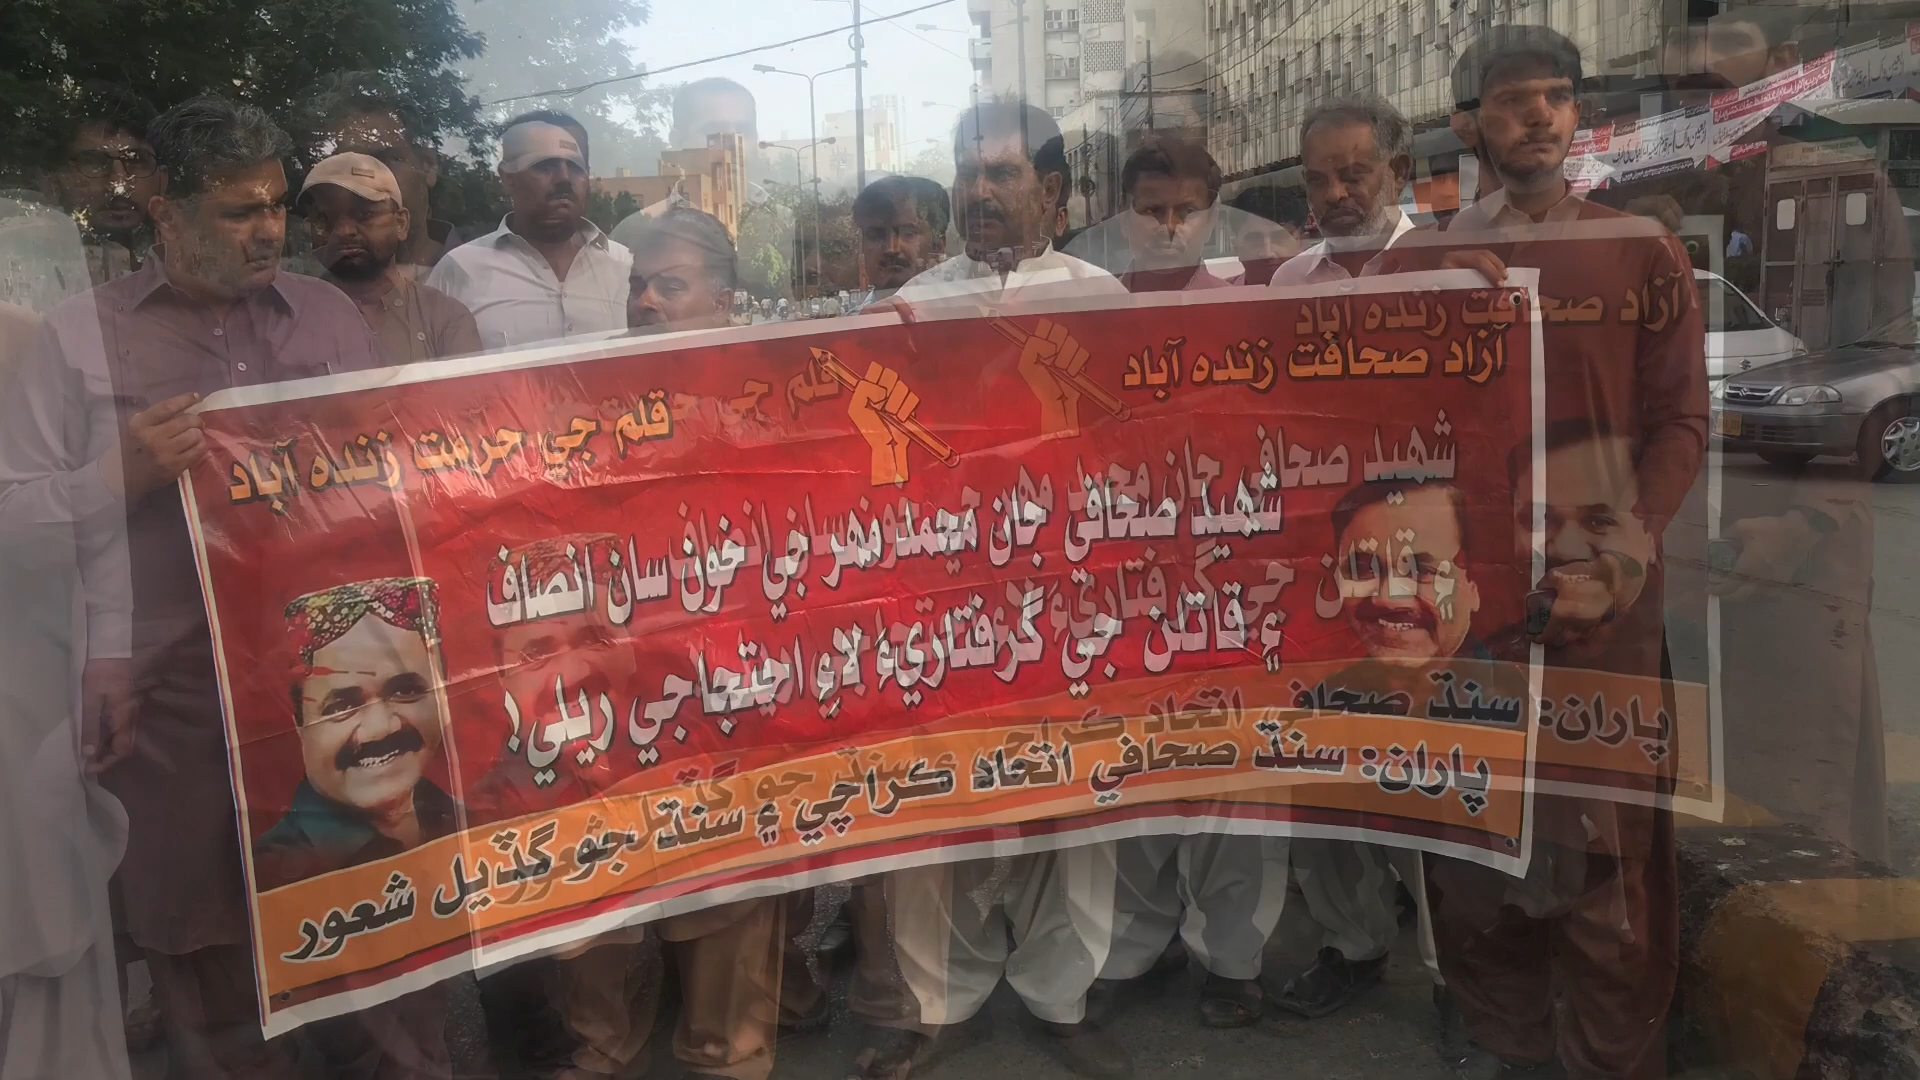 آزاد صحافت زنده آباد
قلم جي حرمت زنده آباد
شهيد صحافي جان محمد مهر جي خون سان انصاف
۽ قاتلن جي گرفتاريءَ لاءِ احتجاجي ريلي!
پاران: سنڌ صحافي اتحاد ڪراچي ۽ سنڌ جو گڏيل شعور